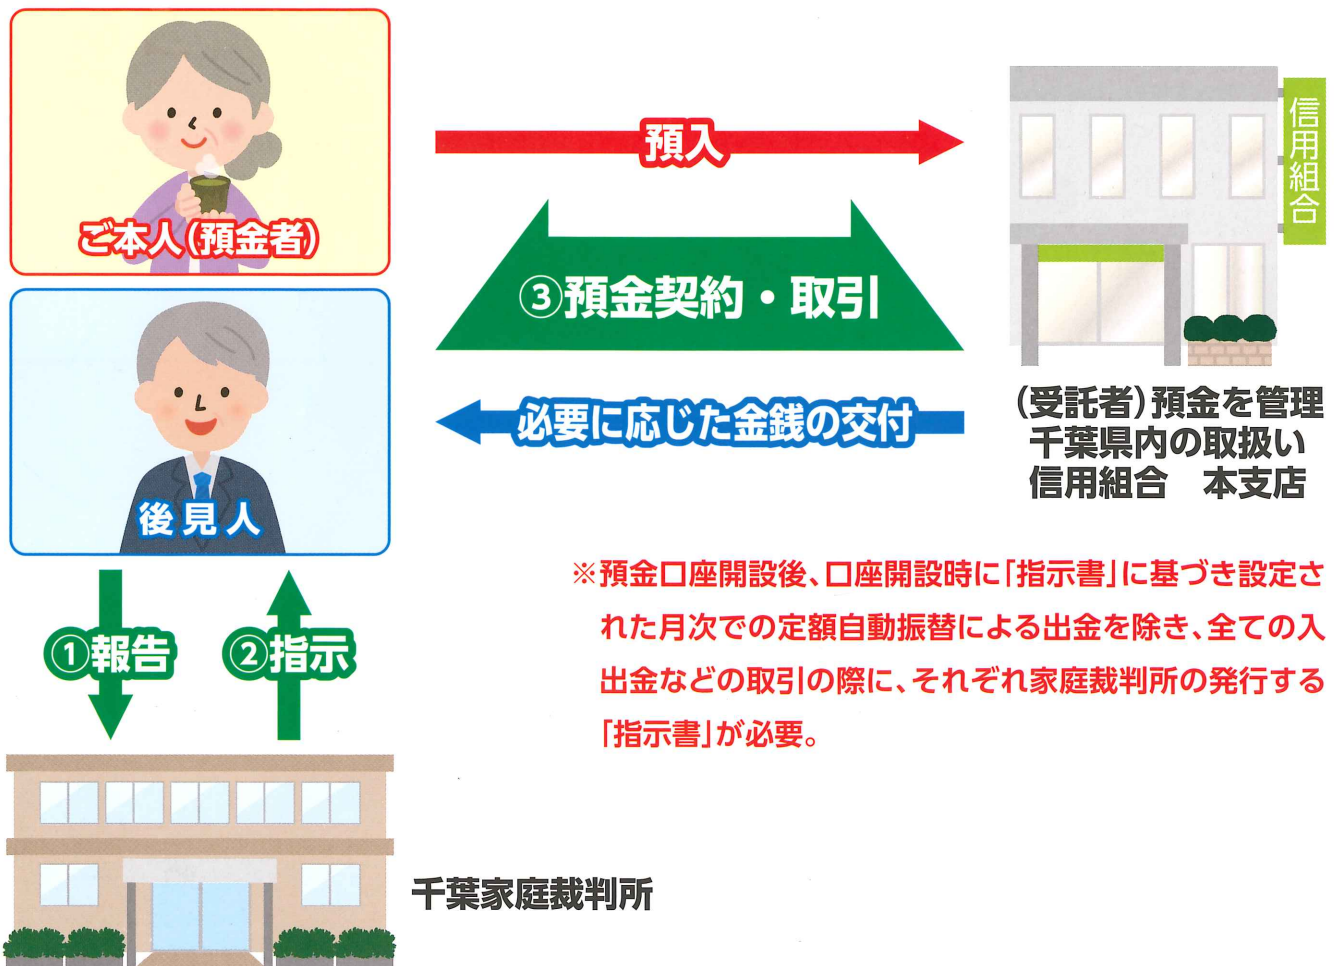 ご本人(預金者)
預入
信用組合
③預金契約・取引
必要に応じた金銭の交付
(受託者)預金を管理
千葉県内の取扱い
信用組合　本支店
後見人
①報告
②指示
※預金口座開設後、口座開設時に「指示書」に基づき設定さ
れた月次での定額自動振替による出金を除き、全ての入
出金などの取引の際に、それぞれ家庭裁判所の発行する
「指示書」が必要。
千葉家庭裁判所